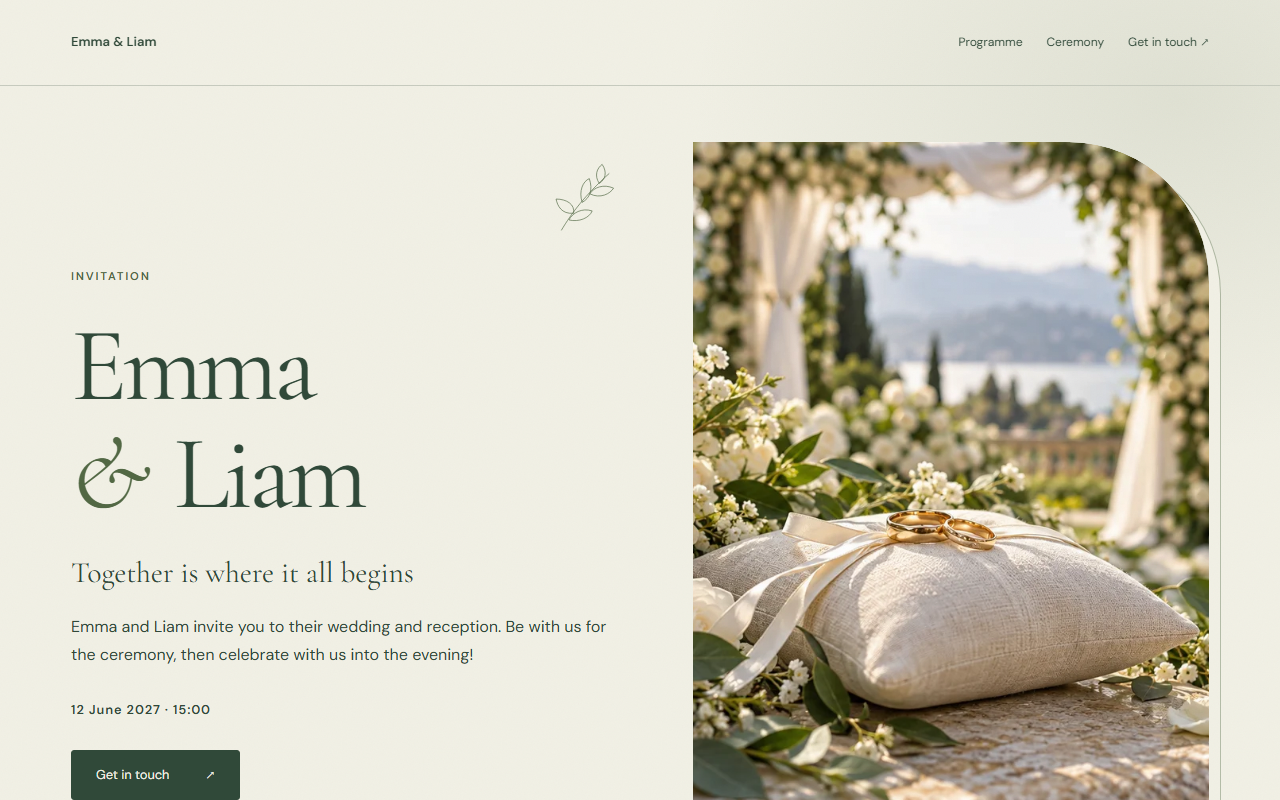 Emma & Liam
Programme
Ceremony
Get in touch ↗
INVITATION
Emma
& Liam
Together is where it all begins
Emma and Liam invite you to their wedding and reception. Be with us for
the ceremony, then celebrate with us into the evening!
12 June 2027 · 15:00
Get in touch ↗